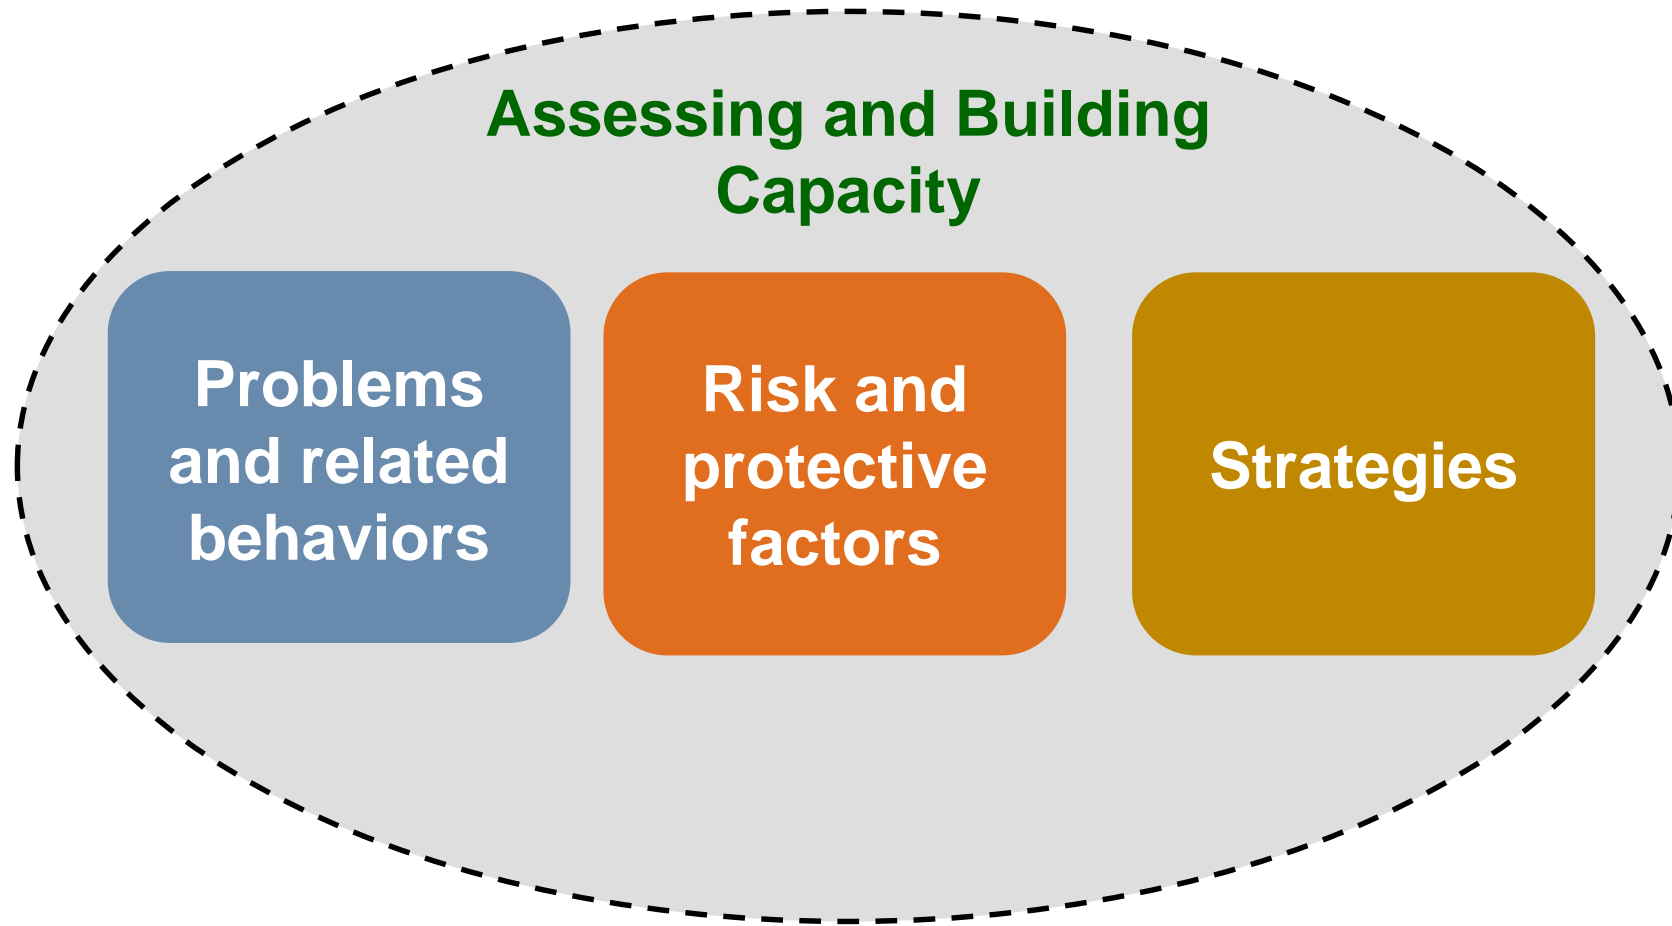 Assessing and Building
Capacity
Problems
and related
behaviors
Risk and
protective
factors
Strategies